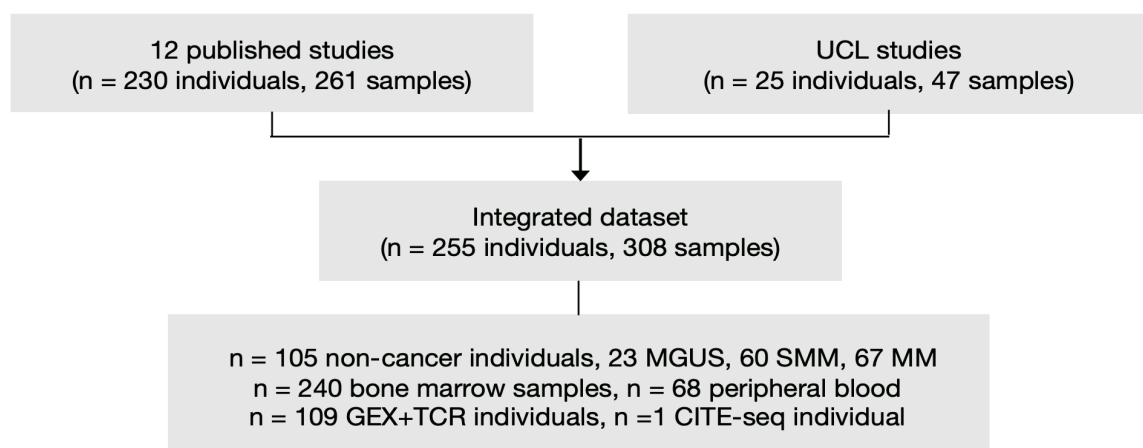 12 published studies
(n = 230 individuals, 261 samples)
UCL studies
(n = 25 individuals, 47 samples)
Integrated dataset
(n = 255 individuals, 308 samples)
n = 105 non-cancer individuals, 23 MGUS, 60 SMM, 67 MM
n = 240 bone marrow samples, n = 68 peripheral blood
n = 109 GEX+TCR individuals, n =1 CITE-seq individual